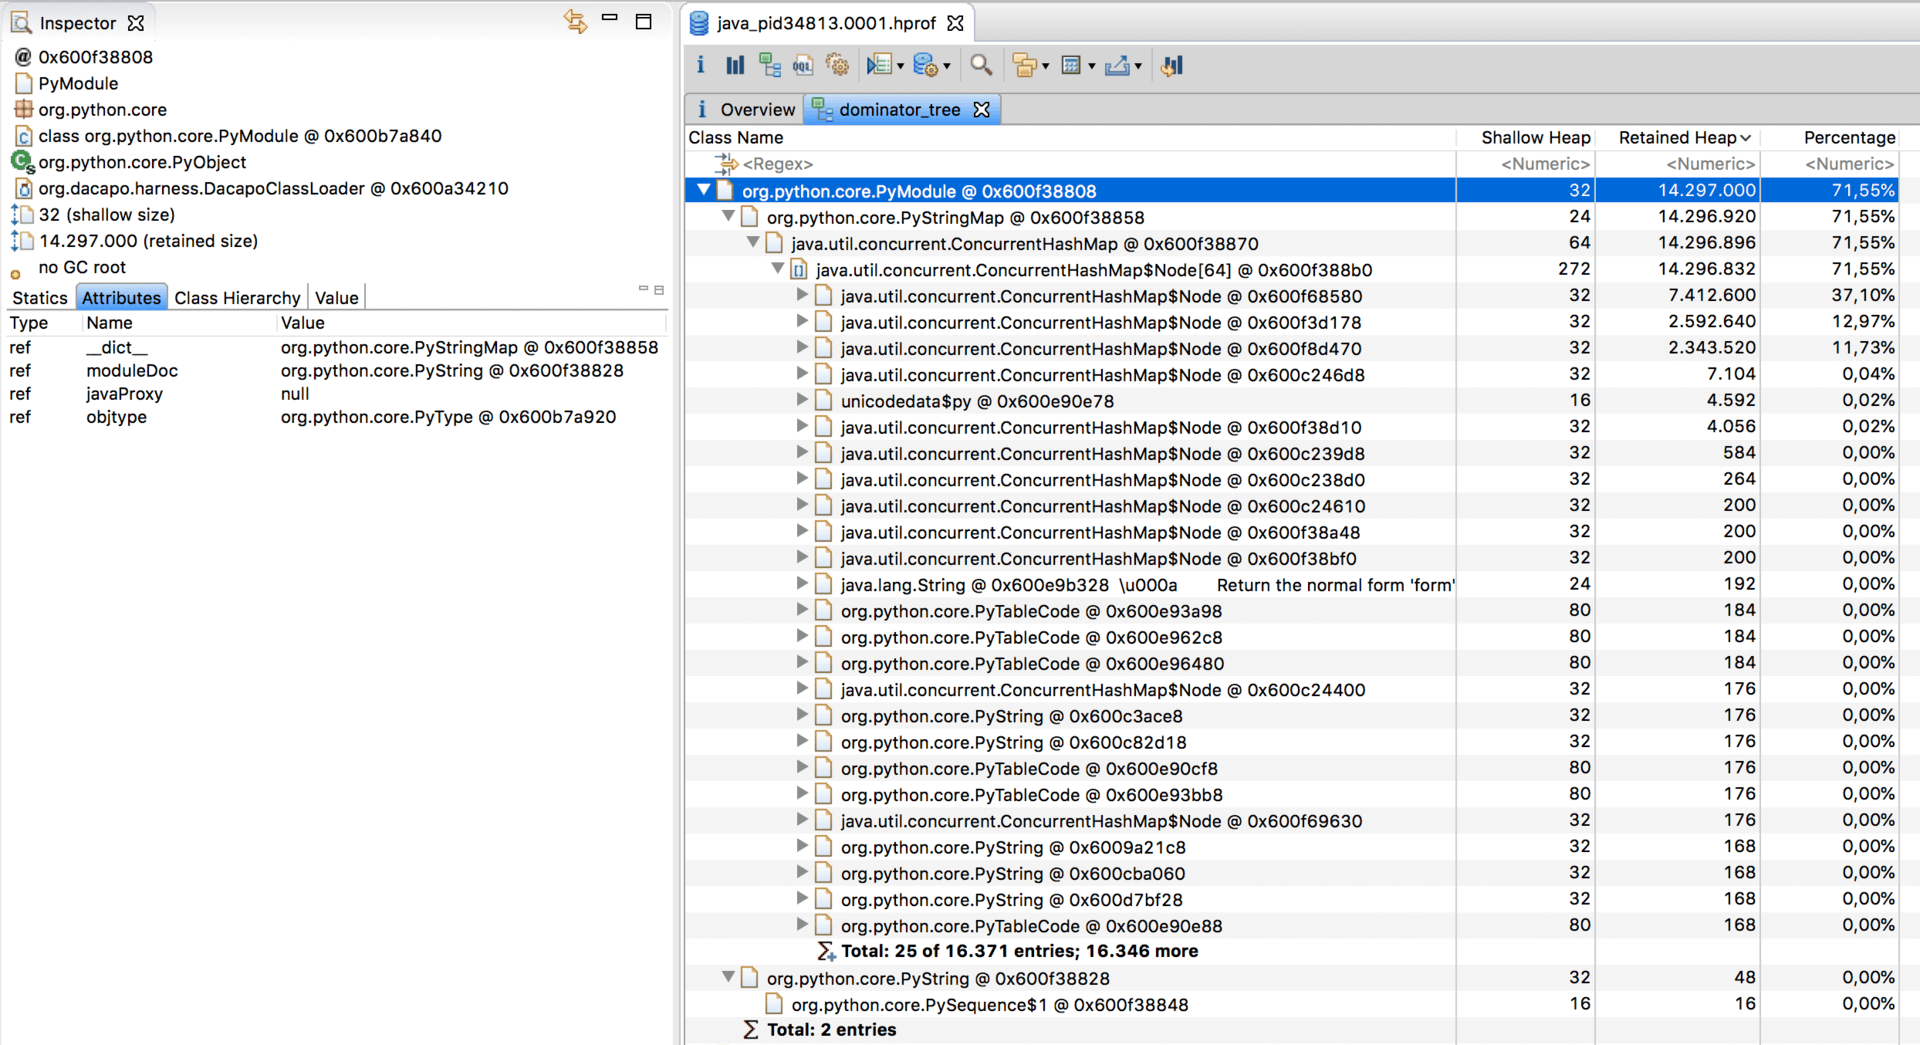 Inspector
@ 0x600f38808
PyModule
org.python.core
class org.python.core.PyModule @ 0x600b7a840
org.python.core.PyObject
org.dacapo.harness.DacapoClassLoader @ 0x600a34210
32 (shallow size)
14.297.000 (retained size)
no GC root
Statics Attributes Class Hierarchy Value
Type Name Value
ref __dict__ org.python.core.PyStringMap @ 0x600f38858
ref moduleDoc org.python.core.PyString @ 0x600f38828
ref javaProxy null
ref objtype org.python.core.PyType @ 0x600b7a920
java_pid34813.0001.hprof
i OQL
i Overview dominator_tree
Class Name Shallow Heap Retained Heap Percentage
<Regex> <Numeric> <Numeric> <Numeric>
org.python.core.PyModule @ 0x600f38808 32 14.297.000 71,55%
org.python.core.PyStringMap @ 0x600f38858 24 14.296.920 71,55%
java.util.concurrent.ConcurrentHashMap @ 0x600f38870 64 14.296.896 71,55%
java.util.concurrent.ConcurrentHashMap$Node[64] @ 0x600f388b0 272 14.296.832 71,55%
java.util.concurrent.ConcurrentHashMap$Node @ 0x600f68580 32 7.412.600 37,10%
java.util.concurrent.ConcurrentHashMap$Node @ 0x600f3d178 32 2.592.640 12,97%
java.util.concurrent.ConcurrentHashMap$Node @ 0x600f8d470 32 2.343.520 11,73%
java.util.concurrent.ConcurrentHashMap$Node @ 0x600c246d8 32 7.104 0,04%
unicodedata$py @ 0x600e90e78 16 4.592 0,02%
java.util.concurrent.ConcurrentHashMap$Node @ 0x600f38d10 32 4.056 0,02%
java.util.concurrent.ConcurrentHashMap$Node @ 0x600c239d8 32 584 0,00%
java.util.concurrent.ConcurrentHashMap$Node @ 0x600c238d0 32 264 0,00%
java.util.concurrent.ConcurrentHashMap$Node @ 0x600c24610 32 200 0,00%
java.util.concurrent.ConcurrentHashMap$Node @ 0x600f38a48 32 200 0,00%
java.util.concurrent.ConcurrentHashMap$Node @ 0x600f38bf0 32 200 0,00%
java.lang.String @ 0x600e9b328 \u000a Return the normal form 'form' 24 192 0,00%
org.python.core.PyTableCode @ 0x600e93a98 80 184 0,00%
org.python.core.PyTableCode @ 0x600e962c8 80 184 0,00%
org.python.core.PyTableCode @ 0x600e96480 80 184 0,00%
java.util.concurrent.ConcurrentHashMap$Node @ 0x600c24400 32 176 0,00%
org.python.core.PyString @ 0x600c3ace8 32 176 0,00%
org.python.core.PyString @ 0x600c82d18 32 176 0,00%
org.python.core.PyTableCode @ 0x600e90cf8 80 176 0,00%
org.python.core.PyTableCode @ 0x600e93bb8 80 176 0,00%
java.util.concurrent.ConcurrentHashMap$Node @ 0x600f69630 32 176 0,00%
org.python.core.PyString @ 0x6009a21c8 32 168 0,00%
org.python.core.PyString @ 0x600cba060 32 168 0,00%
org.python.core.PyString @ 0x600d7bf28 32 168 0,00%
org.python.core.PyTableCode @ 0x600e90e88 80 168 0,00%
Total: 25 of 16.371 entries; 16.346 more
org.python.core.PyString @ 0x600f38828 32 48 0,00%
org.python.core.PySequence$1 @ 0x600f38848 16 16 0,00%
Total: 2 entries